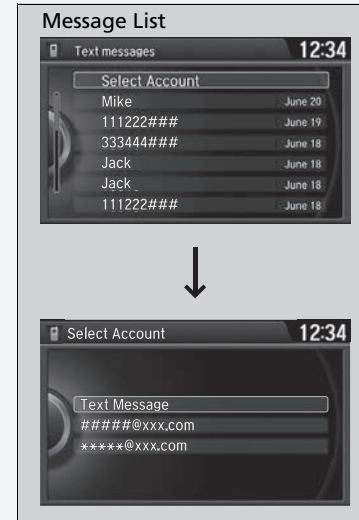 Message List
Text messages 12:34
Select Account
Mike June 20
111222### June 19
333444### June 18
Jack June 18
Jack June 18
111222### June 18
Select Account 12:34
Text Message
#####@xxx.com
*****@xxx.com